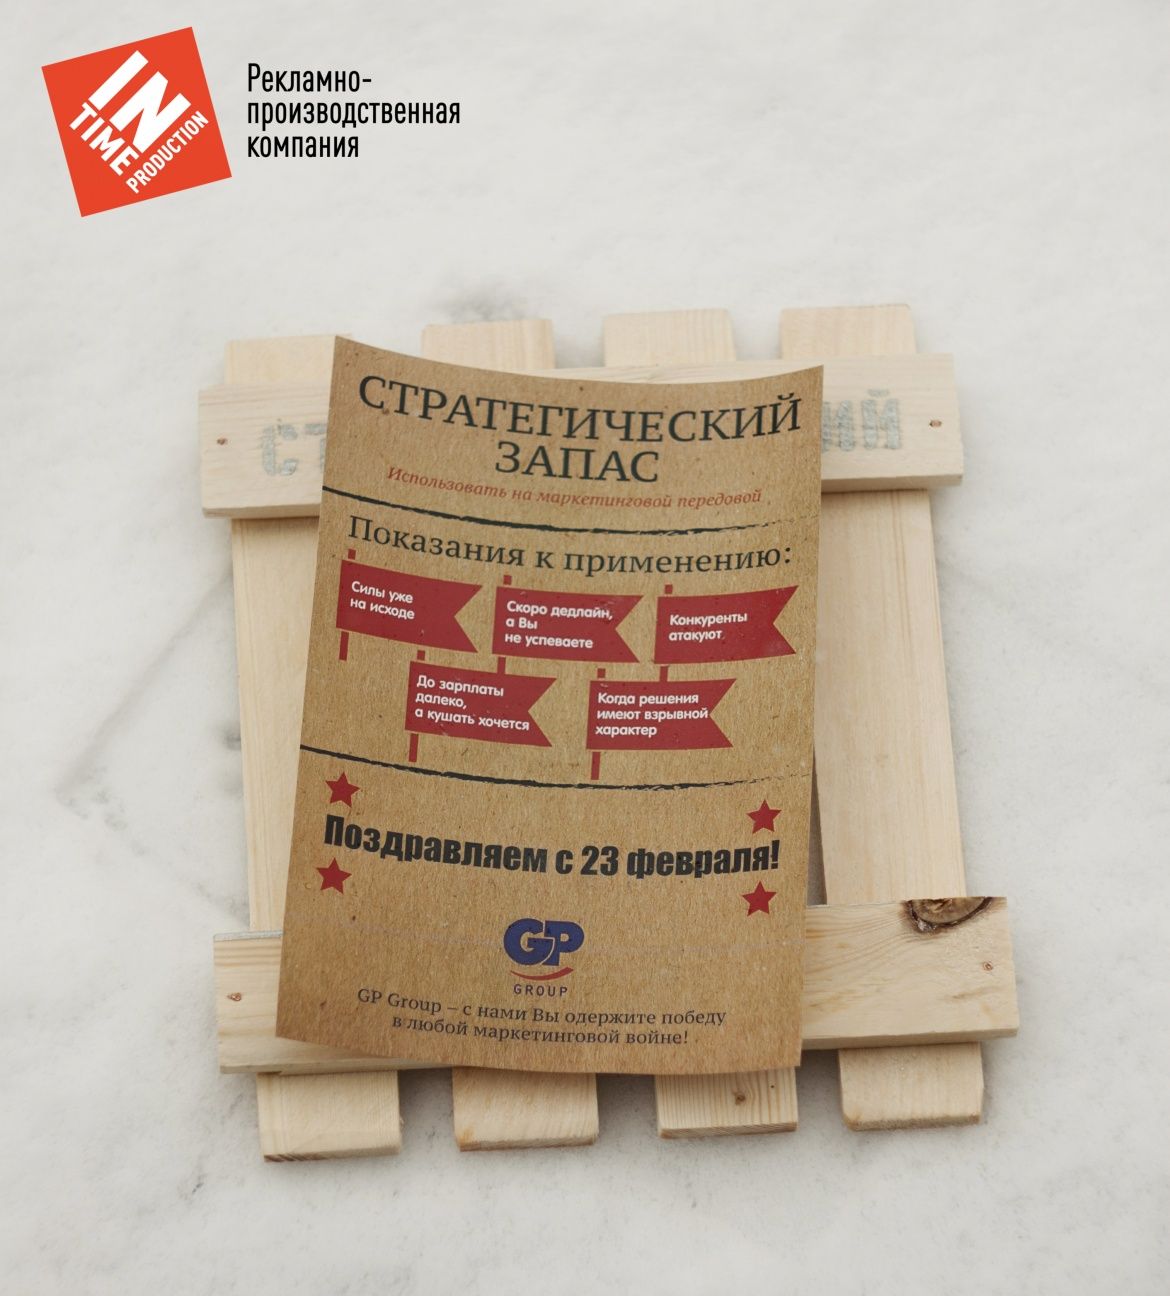 IN
TIME
PRODUCTION
Рекламно-
производственная
компания
СТРАТЕГИЧЕСКИЙ
ЗАПАС
Использовать на маркетинговой передовой
Показания к применению:
Силы уже
на исходе
Скоро дедлайн,
а Вы
не успеваете
Конкуренты
атакуют
До зарплаты
далеко,
а кушать хочется
Когда решения
имеют взрывной
характер
Поздравляем с 23 февраля!
GP
GROUP
GP Group – с нами Вы одержите победу
в любой маркетинговой войне!